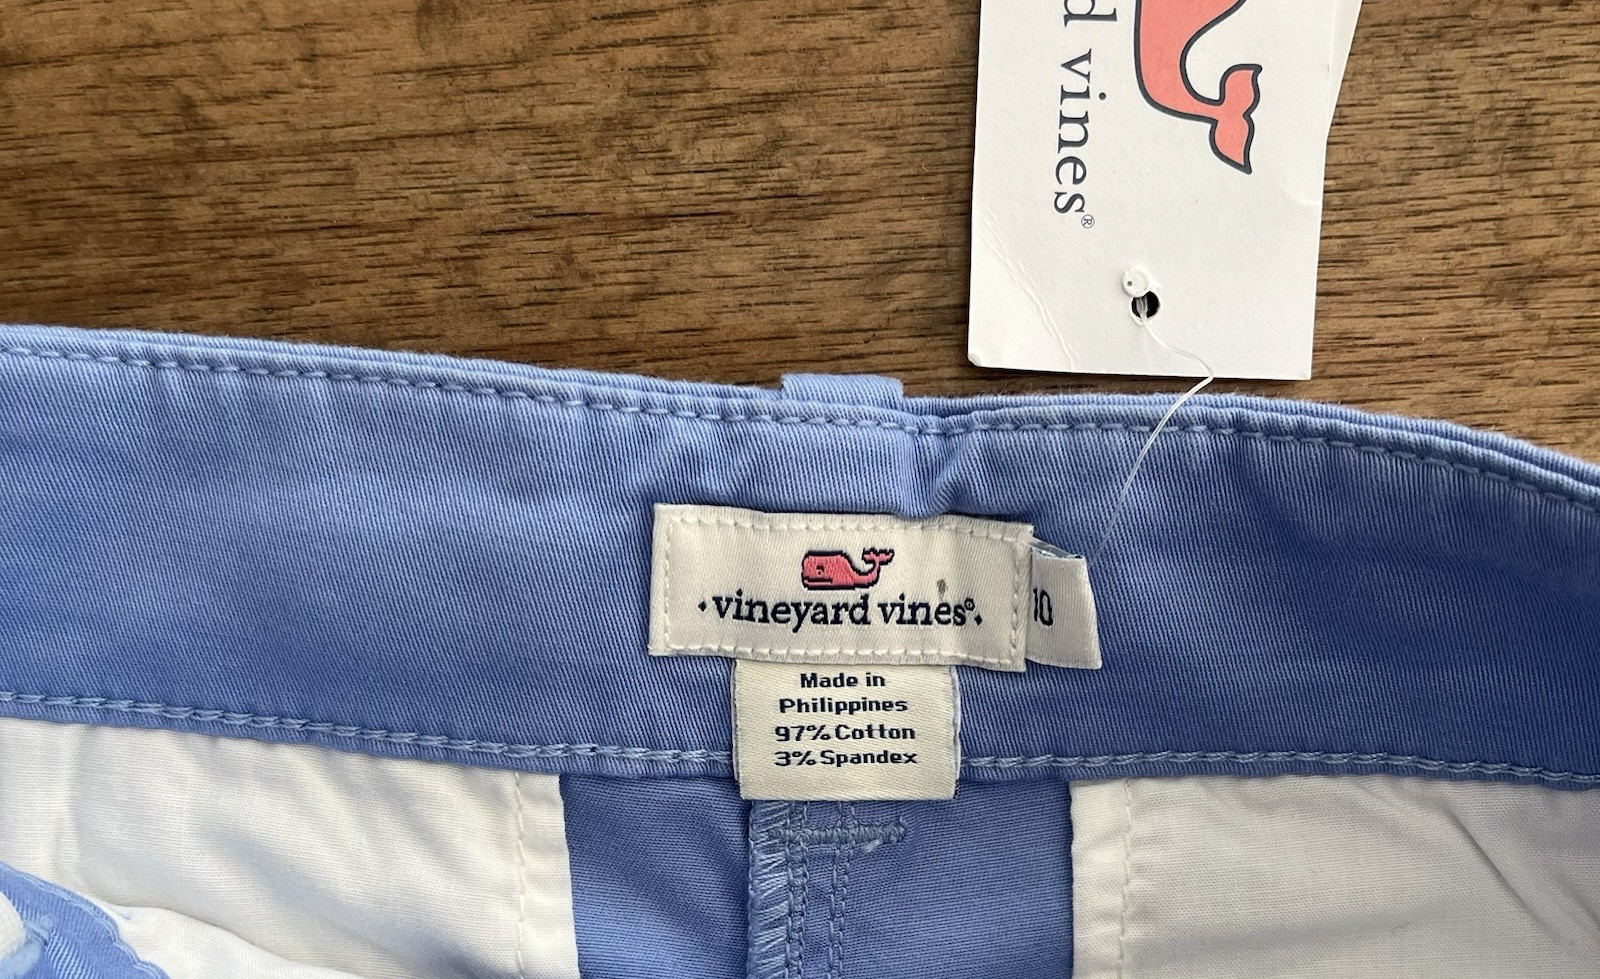 d vines®
vineyard vines®
10
Made in
Philippines
97% Cotton
3% Spandex